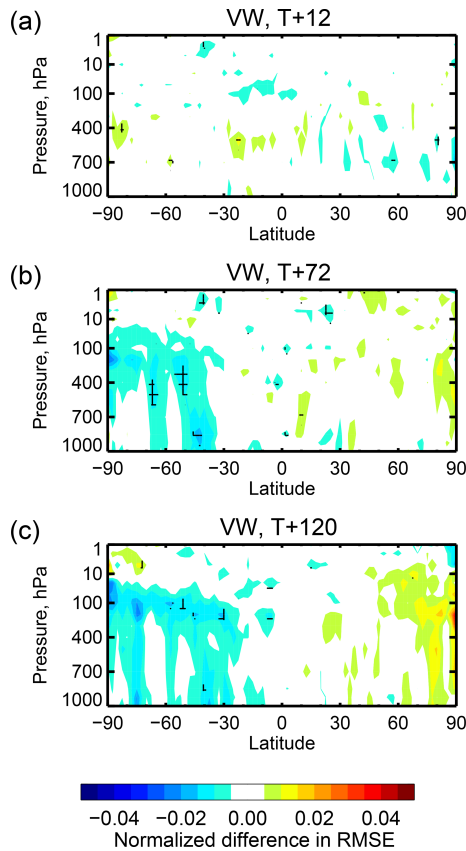 (a) VW, T+12
1
10
100
400
700
1000
Pressure, hPa
−90 −60 −30 0 30 60 90
Latitude
(b) VW, T+72
1
10
100
400
700
1000
Pressure, hPa
−90 −60 −30 0 30 60 90
Latitude
(c) VW, T+120
1
10
100
400
700
1000
Pressure, hPa
−90 −60 −30 0 30 60 90
Latitude
−0.04 −0.02 0.00 0.02 0.04
Normalized difference in RMSE